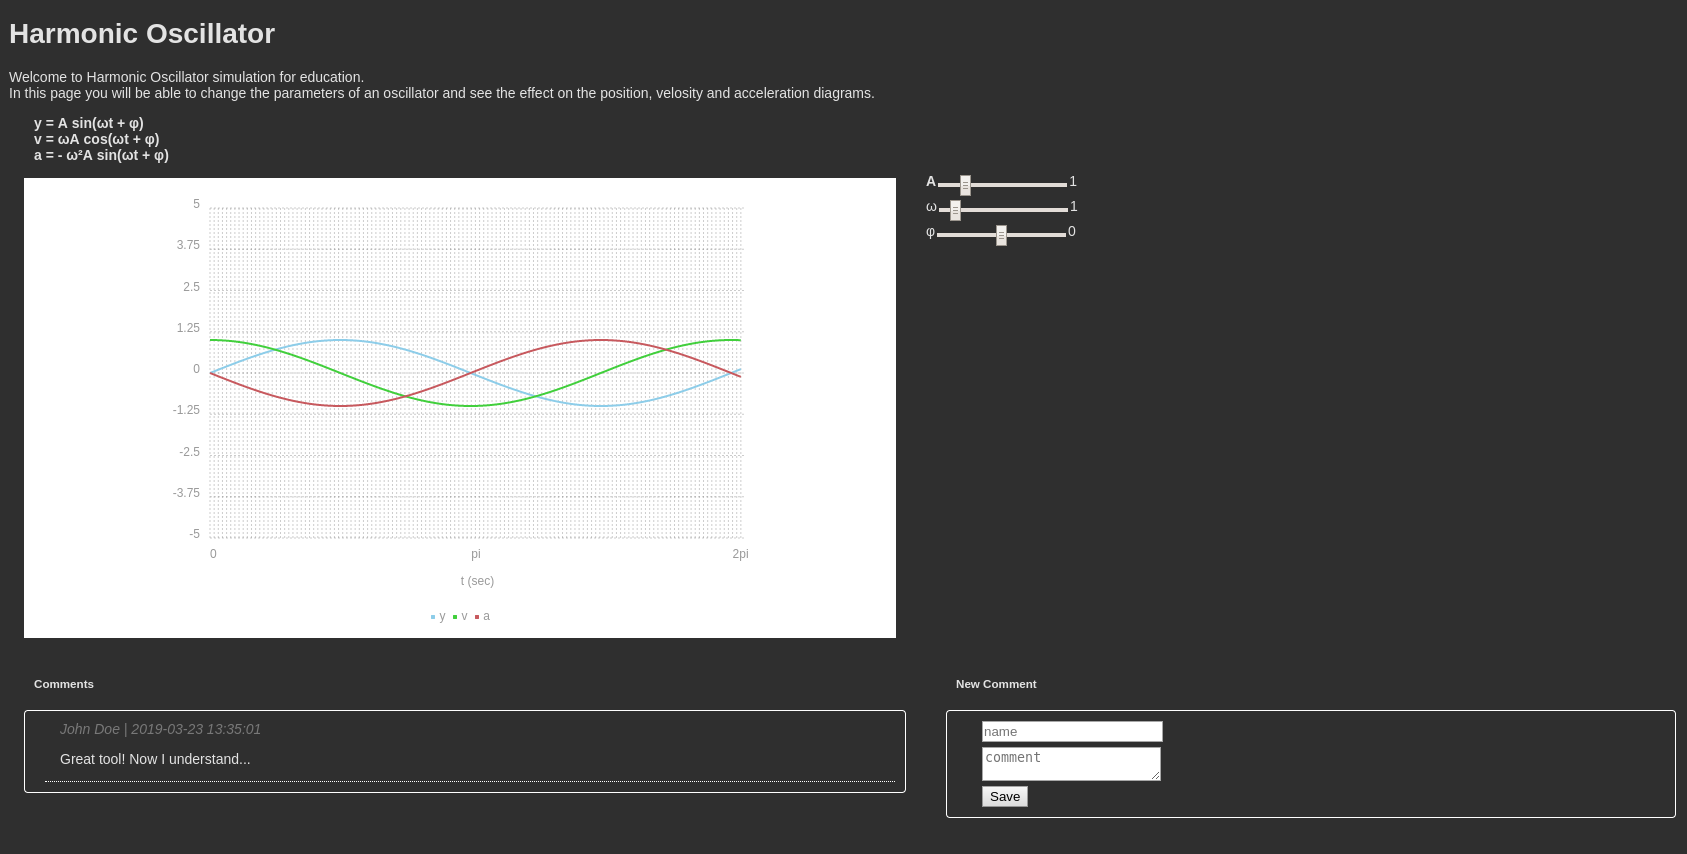 Harmonic Oscillator
Welcome to Harmonic Oscillator simulation for education.
In this page you will be able to change the parameters of an oscillator and see the effect on the position, velosity and acceleration diagrams.
y = A sin(ωt + φ)
v = ωA cos(ωt + φ)
a = - ω²A sin(ωt + φ)
5
3.75
2.5
1.25
0
-1.25
-2.5
-3.75
-5
0 pi 2pi
t (sec)
y v a
A 1
ω 1
φ 0
Comments
John Doe | 2019-03-23 13:35:01
Great tool! Now I understand...
New Comment
name
comment
Save